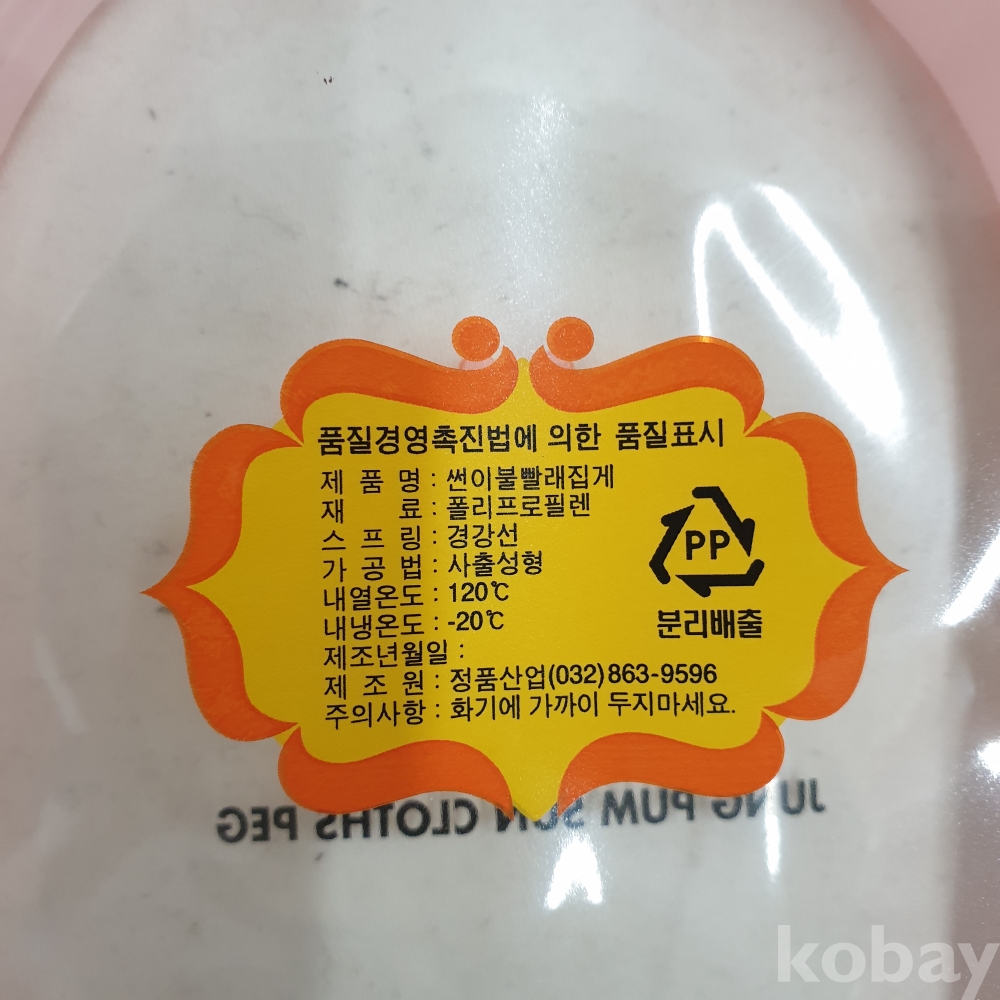 품질경영촉진법에 의한 품질표시
제 품 명 : 썬이불빨래집게
재 료 : 폴리프로필렌
스 프 링 : 경강선
가 공 법 : 사출성형
내열온도 : 120℃
내냉온도 : -20℃
제조년월일 :
제 조 원 : 정품산업(032)863-9596
주의사항 : 화기에 가까이 두지마세요.
PP
분리배출
JUNG PUM SUN CLOTHS PEG
kobay